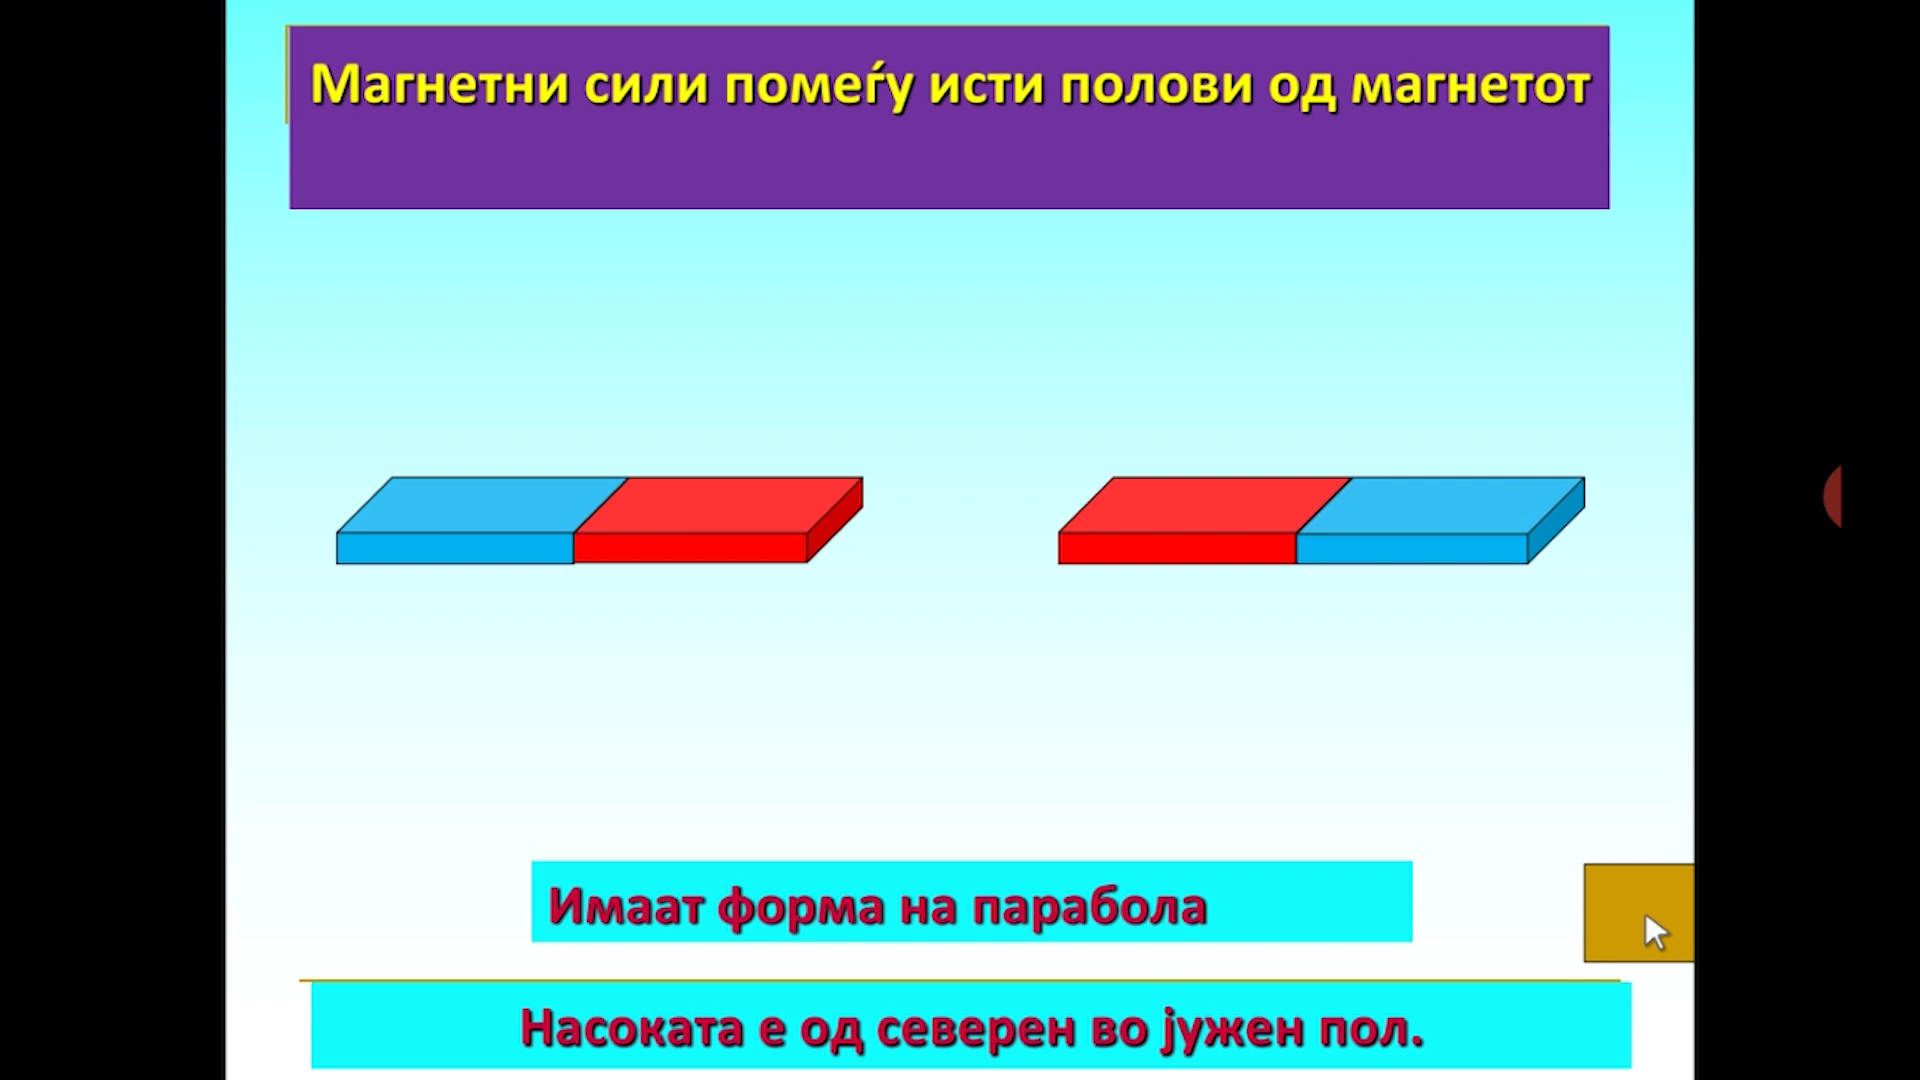 Магнетни сили помеѓу исти полови од магнетот
Имаат форма на парабола
Насоката е од северен во јужен пол.